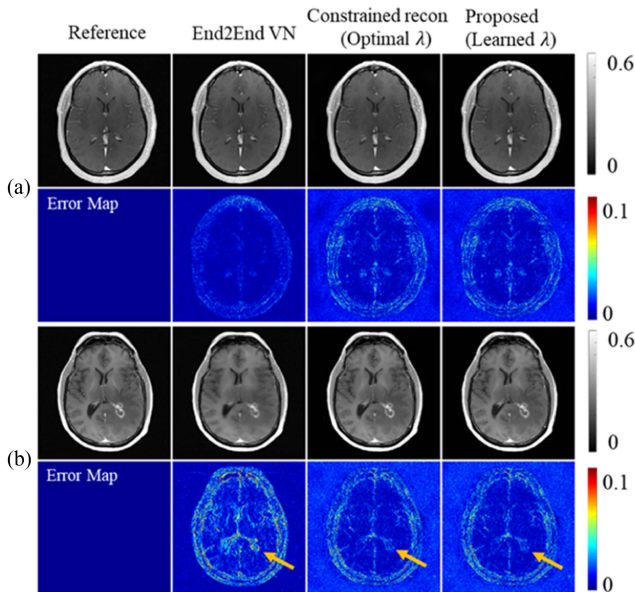 Reference
End2End VN
Constrained recon
(Optimal λ)
Proposed
(Learned λ)
0.6
0
(a)
Error Map
0.1
0
0.6
0
(b)
Error Map
0.1
0